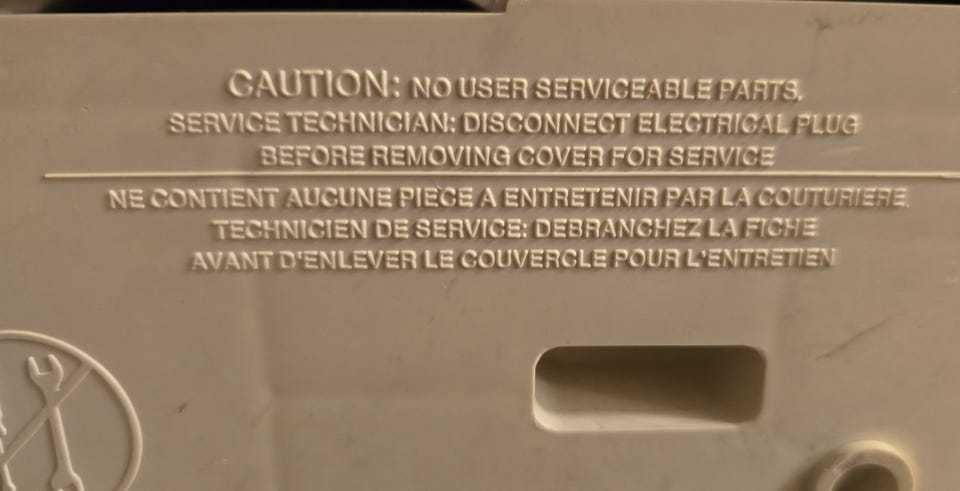 CAUTION: NO USER SERVICEABLE PARTS.
SERVICE TECHNICIAN: DISCONNECT ELECTRICAL PLUG
BEFORE REMOVING COVER FOR SERVICE
NE CONTIENT AUCUNE PIECE A ENTRETENIR PAR LA COUTURIERE.
TECHNICIEN DE SERVICE: DEBRANCHEZ LA FICHE
AVANT D'ENLEVER LE COUVERCLE POUR L'ENTRETIEN